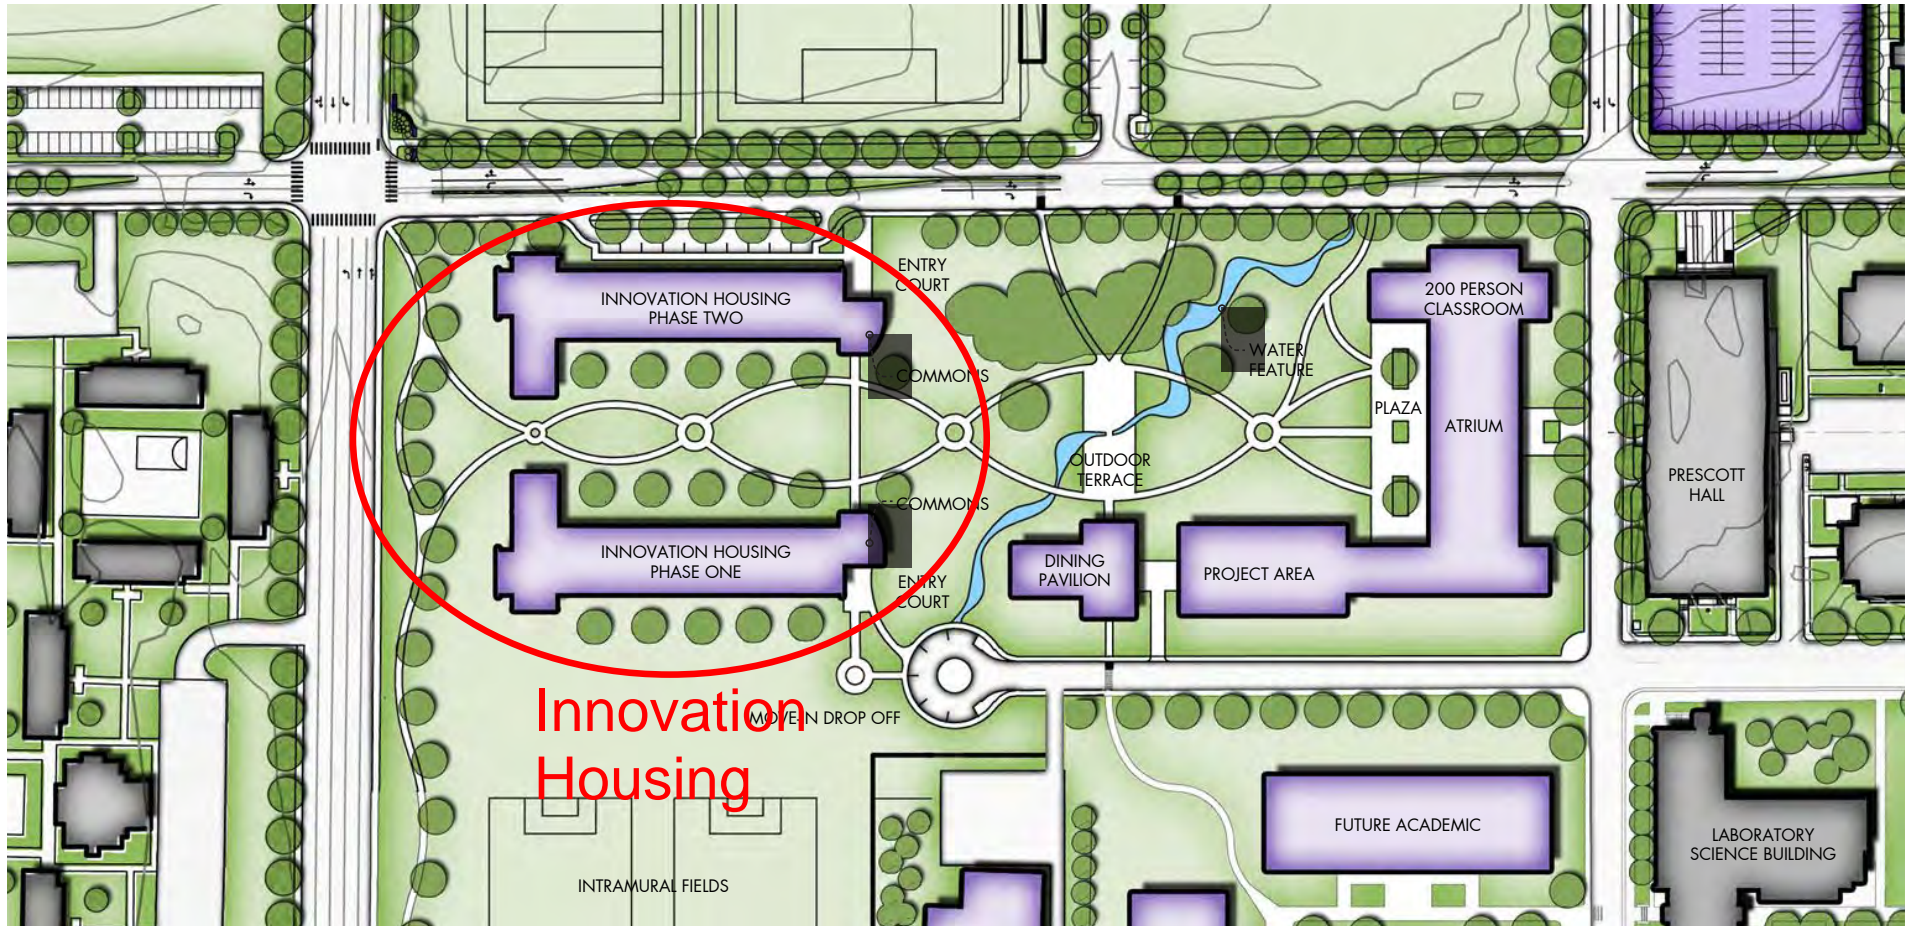 ENTRY
COURT
INNOVATION HOUSING
PHASE TWO
200 PERSON
CLASSROOM
WATER
FEATURE
COMMONS
PLAZA
ATRIUM
OUTDOOR
TERRACE
PRESCOTT
HALL
COMMONS
INNOVATION HOUSING
PHASE ONE
DINING
PAVILION
PROJECT AREA
ENTRY
COURT
Innovation
Housing
MOVE-IN DROP OFF
FUTURE ACADEMIC
LABORATORY
SCIENCE BUILDING
INTRAMURAL FIELDS